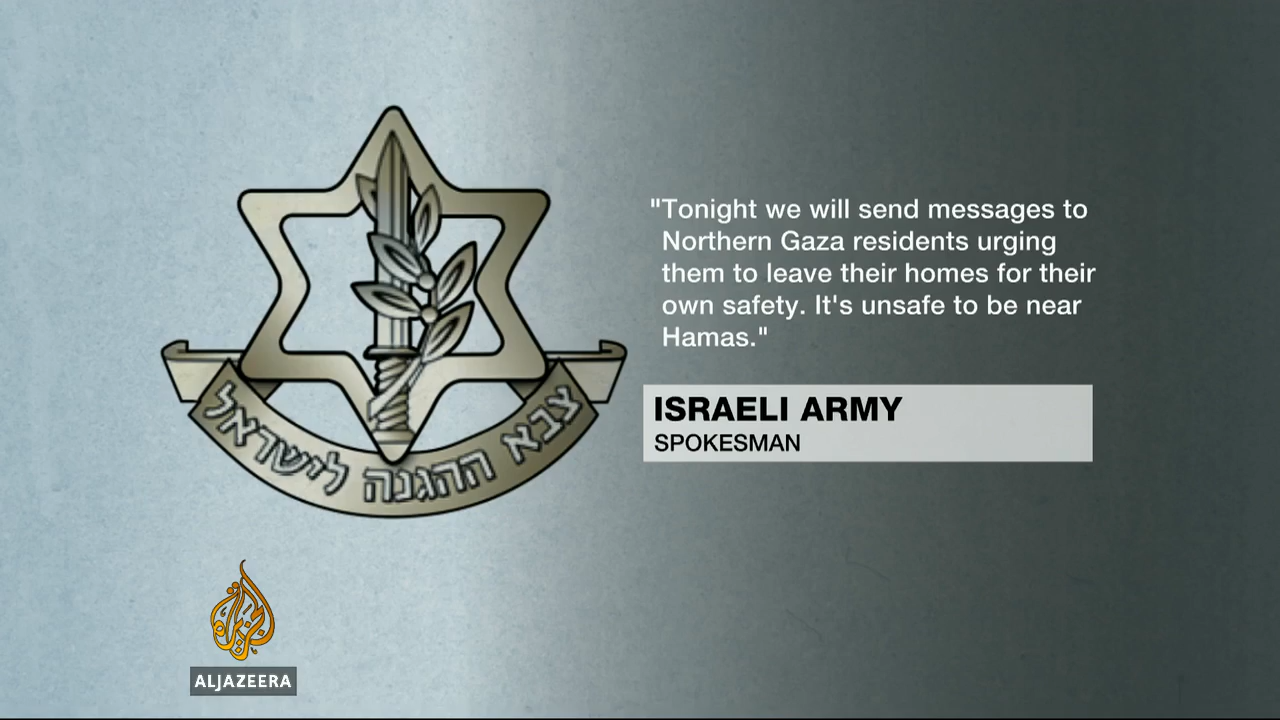 "Tonight we will send messages to
Northern Gaza residents urging
them to leave their homes for their
own safety. It's unsafe to be near
Hamas."
ISRAELI ARMY
SPOKESMAN
צבא ההגנה לישראל
الجزيرة
ALJAZEERA